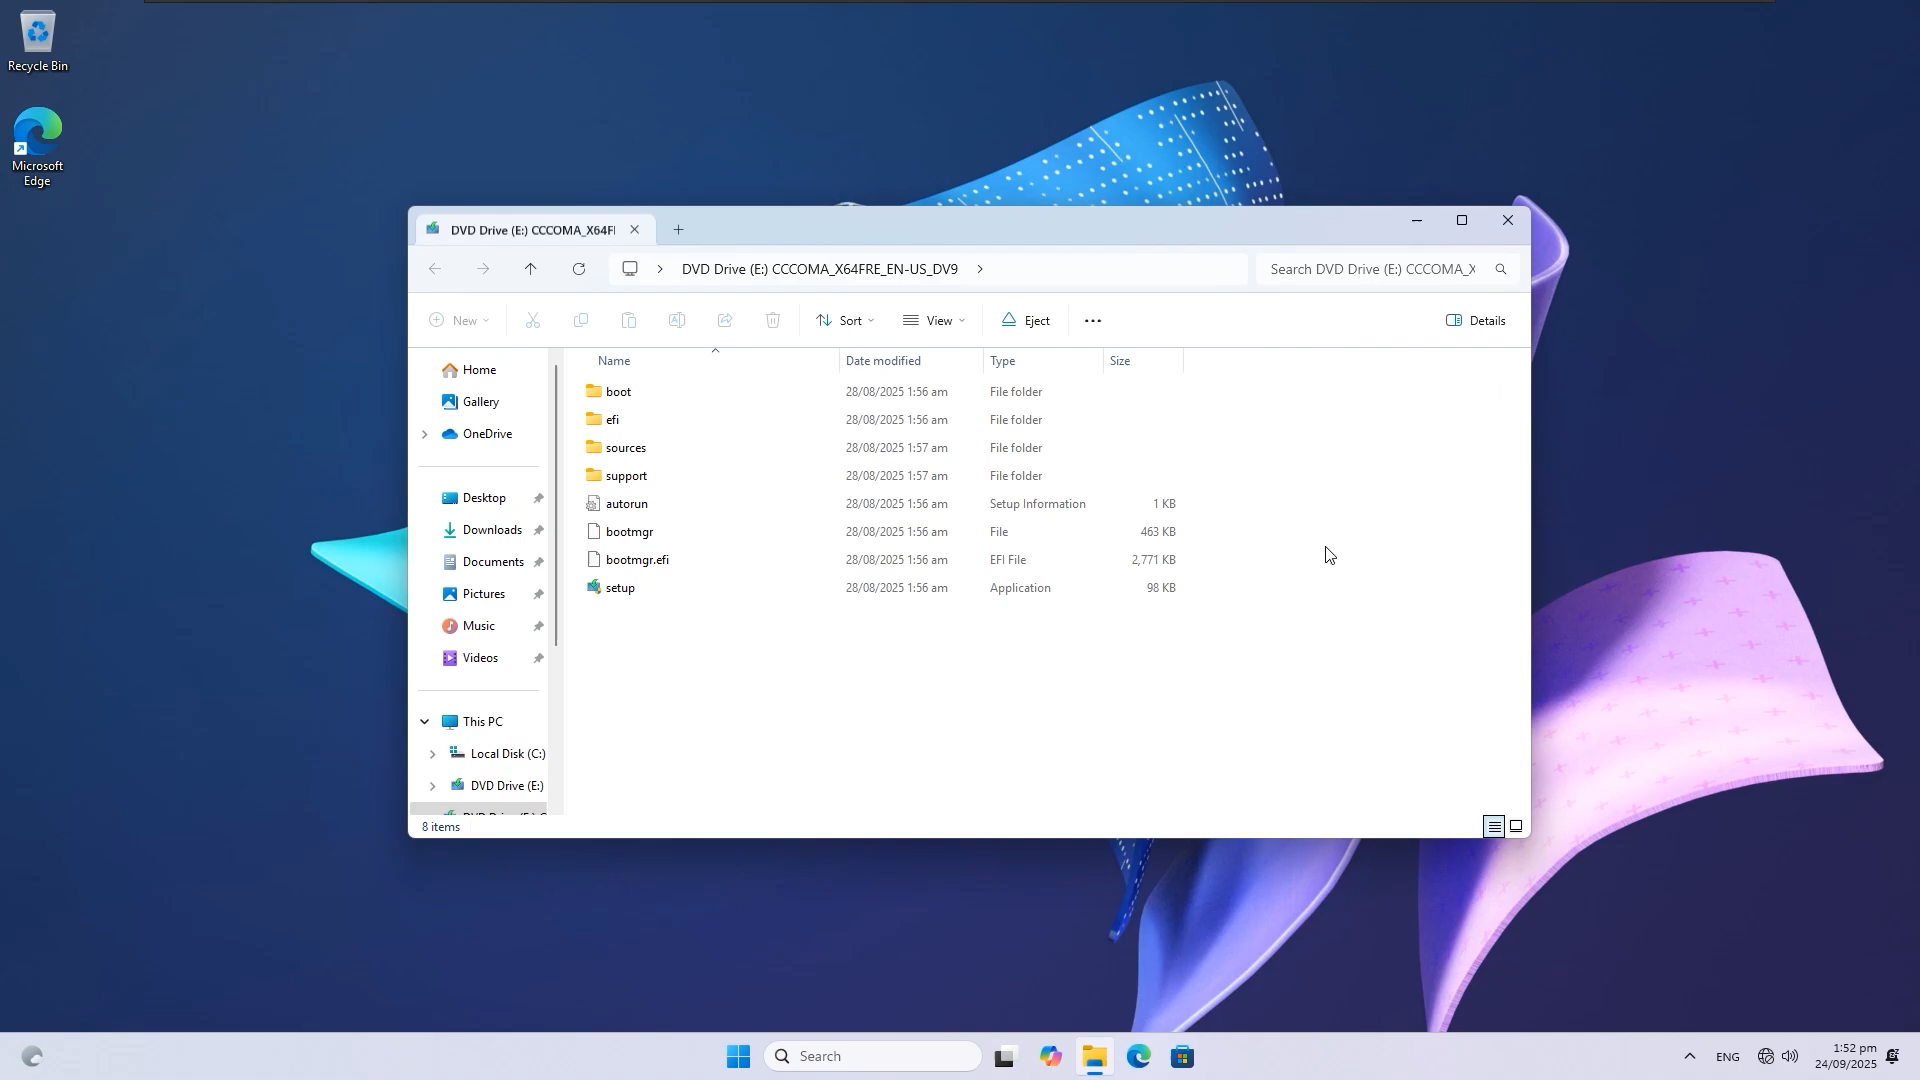 Recycle Bin
Microsoft
Edge
DVD Drive (E:) CCCOMA_X64F
DVD Drive (E:) CCCOMA_X64FRE_EN-US_DV9
Search DVD Drive (E:) CCCOMA_X
New
Sort
View
Eject
Details
Name Date modified Type Size
Home
Gallery
OneDrive
Desktop
Downloads
Documents
Pictures
Music
Videos
This PC
Local Disk (C:)
DVD Drive (E:)
boot 28/08/2025 1:56 am File folder
efi 28/08/2025 1:56 am File folder
sources 28/08/2025 1:57 am File folder
support 28/08/2025 1:57 am File folder
autorun 28/08/2025 1:56 am Setup Information 1 KB
bootmgr 28/08/2025 1:56 am File 463 KB
bootmgr.efi 28/08/2025 1:56 am EFI File 2,771 KB
setup 28/08/2025 1:56 am Application 98 KB
8 items
Search
ENG
1:52 pm
24/09/2025